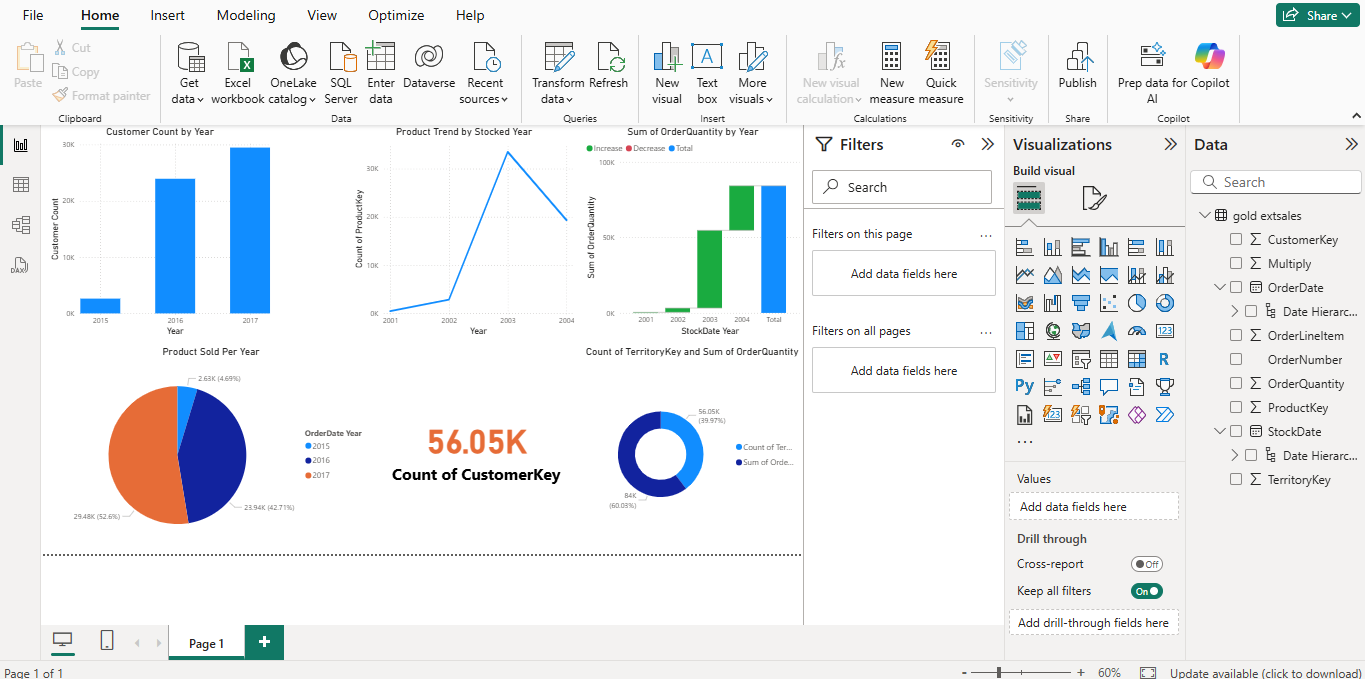 File Home Insert Modeling View Optimize Help
Share
Paste
Cut
Copy
Format painter
Clipboard
Get data
Excel workbook
OneLake catalog
SQL Server
Enter data
Dataverse
Recent sources
Data
Transform data
Refresh
Queries
New visual
Text box
More visuals
Insert
New visual calculation
New measure
Quick measure
Calculations
Sensitivity
Sensitivity
Publish
Share
Prep data for AI
Copilot
Copilot
Customer Count by Year
Customer Count
30K
20K
10K
0K
2015 2016 2017
Year
Product Trend by Stocked Year
Count of ProductKey
30K
20K
10K
0K
2001 2002 2003 2004
Year
Sum of OrderQuantity by Year
Increase Decrease Total
Sum of OrderQuantity
100K
50K
0K
2001 2002 2003 2004 Total
StockDate Year
Product Sold Per Year
2.63K (4.69%)
23.94K (42.71%)
29.48K (52.6%)
OrderDate Year
2015
2016
2017
56.05K
Count of CustomerKey
Count of TerritoryKey and Sum of OrderQuantity
56.05K
(39.97%)
84K
(60.03%)
Count of Ter...
Sum of Orde...
Filters
Search
Filters on this page ...
Add data fields here
Filters on all pages ...
Add data fields here
Visualizations
Build visual
123
R
Py
123
...
Values
Add data fields here
Drill through
Cross-report Off
Keep all filters On
Add drill-through fields here
Data
Search
gold extsales
CustomerKey
Multiply
OrderDate
Date Hierarc...
OrderLineItem
OrderNumber
OrderQuantity
ProductKey
StockDate
Date Hierarc...
TerritoryKey
DAX
Page 1
Page 1 of 1
- + 60%
Update available (click to download)